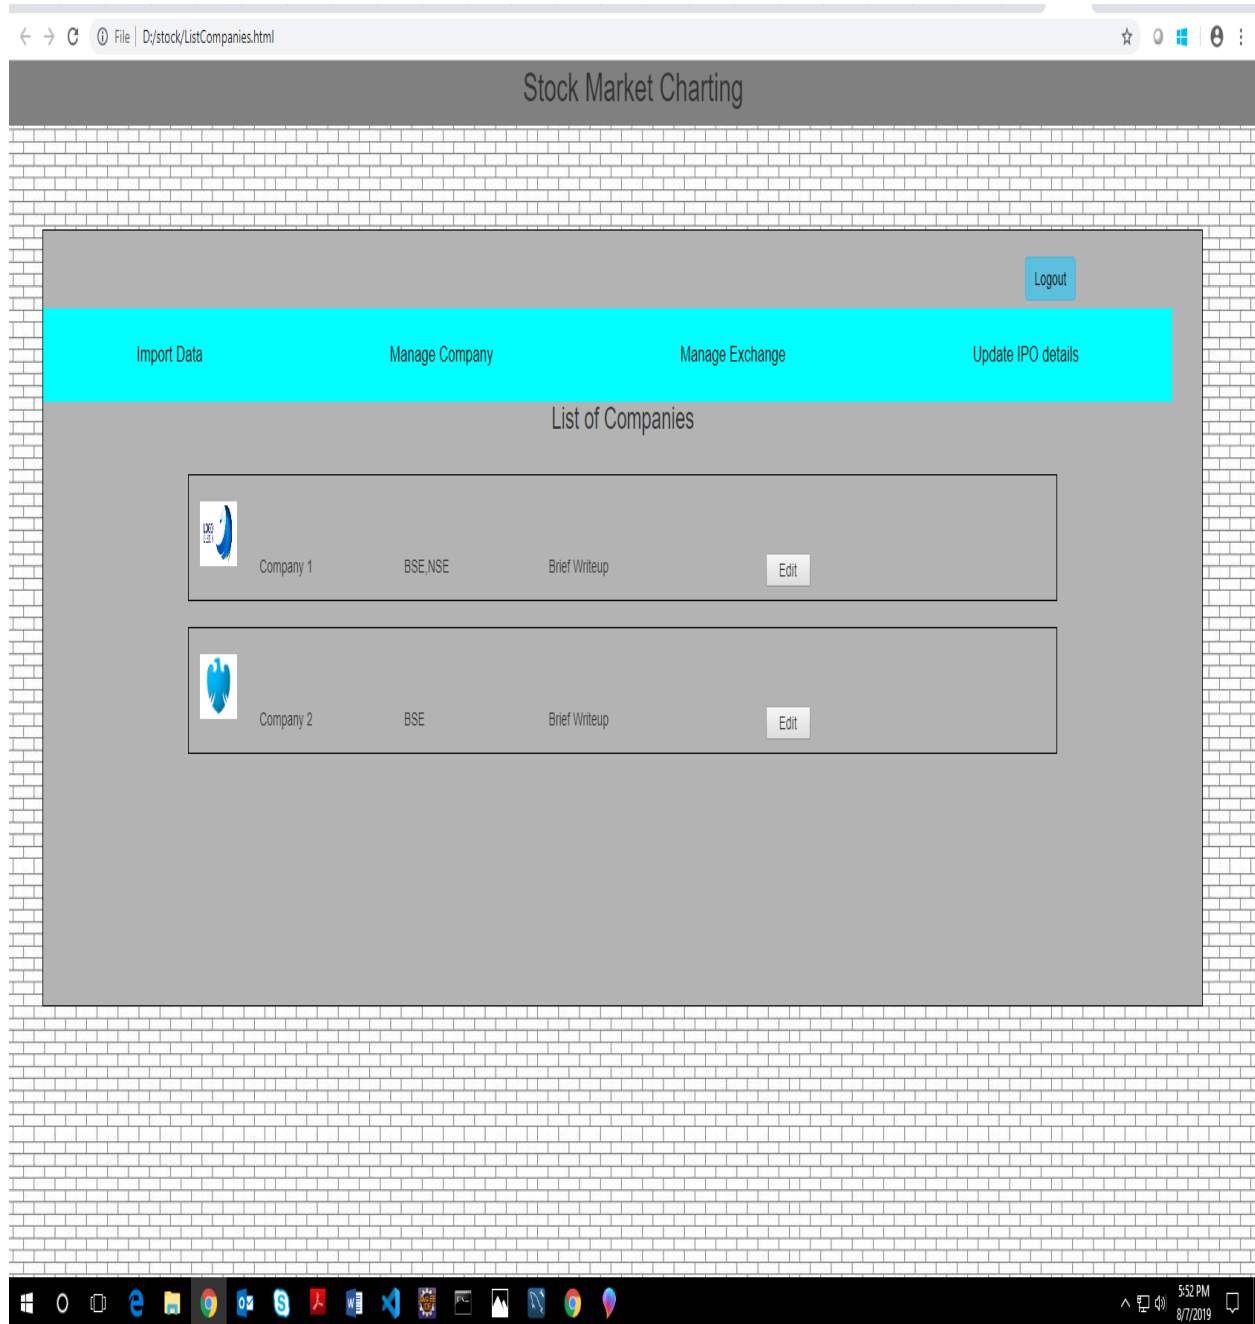 File D:/stock/ListCompanies.html
Stock Market Charting
Logout
Import Data Manage Company Manage Exchange Update IPO details
List of Companies
LOGO
Company 1 BSE,NSE Brief Writeup Edit
Company 2 BSE Brief Writeup Edit
5:52 PM
8/7/2019